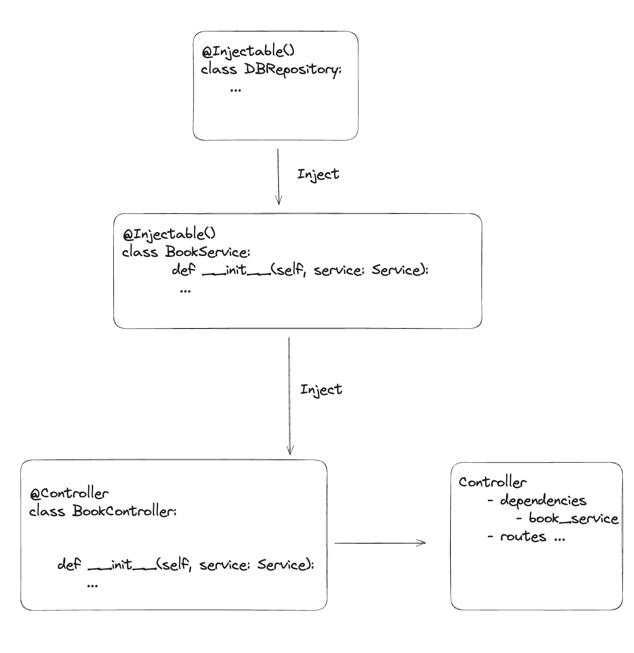 @Injectable()
class DBRepository:
...
Inject
@Injectable()
class BookService:
def __init__(self, service: Service):
...
Inject
@Controller
class BookController:
def __init__(self, service: Service):
...
Controller
- dependencies
- book_service
- routes ...